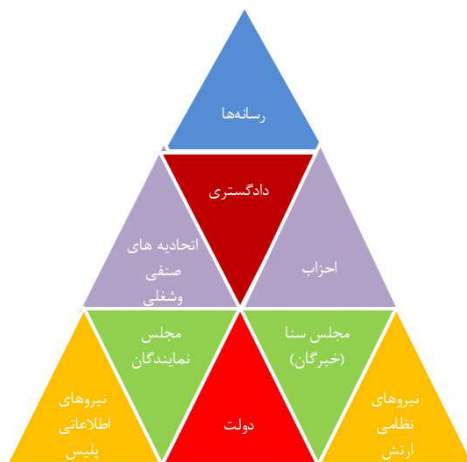 رسانه‌ها
دادگستری
احزاب
اتحادیه های
صنفی
وشغلی
مجلس سنا
(خبرگان)
مجلس
نمایندگان
نیروهای
نظامی
ارتش
دولت
نیروهای
اطلاعاتی
پلیس